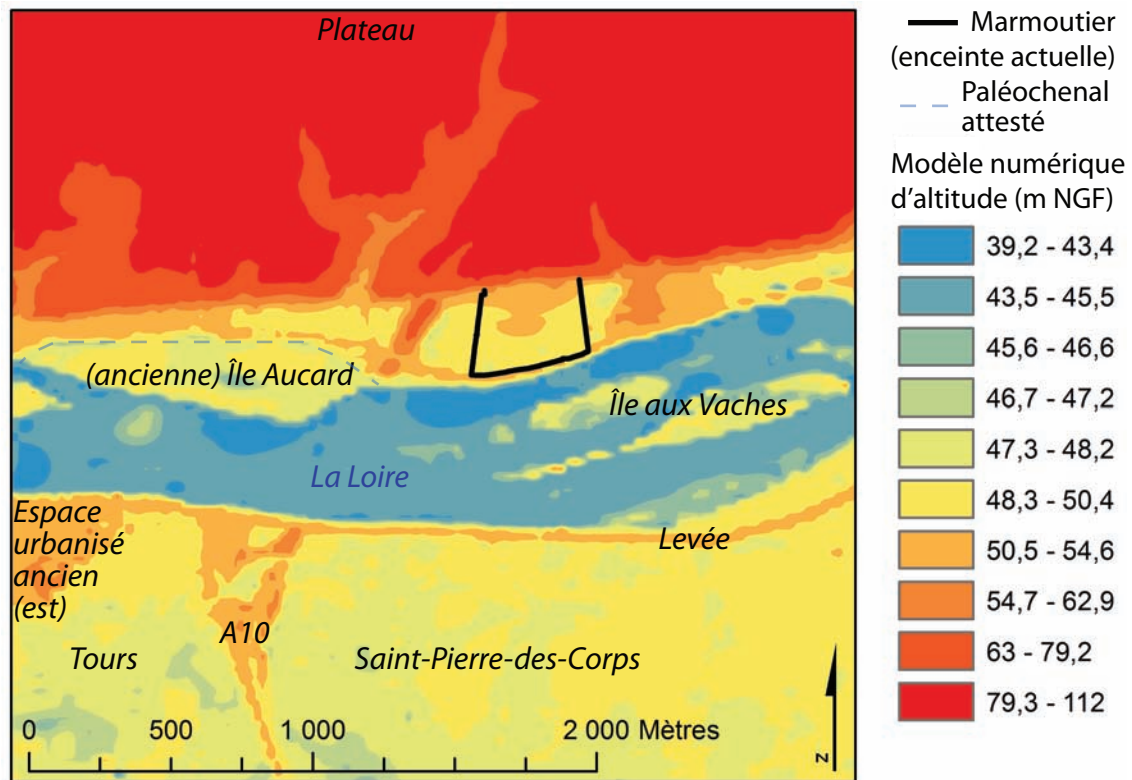 Plateau
(ancienne) Île Aucard
Île aux Vaches
La Loire
Espace
urbanisé
ancien
(est)
Levée
A10
Tours
Saint-Pierre-des-Corps
0 500 1 000 2 000 Mètres
N
Marmoutier
(enceinte actuelle)
Paléochenal
attesté
Modèle numérique
d'altitude (m NGF)
39,2 - 43,4
43,5 - 45,5
45,6 - 46,6
46,7 - 47,2
47,3 - 48,2
48,3 - 50,4
50,5 - 54,6
54,7 - 62,9
63 - 79,2
79,3 - 112